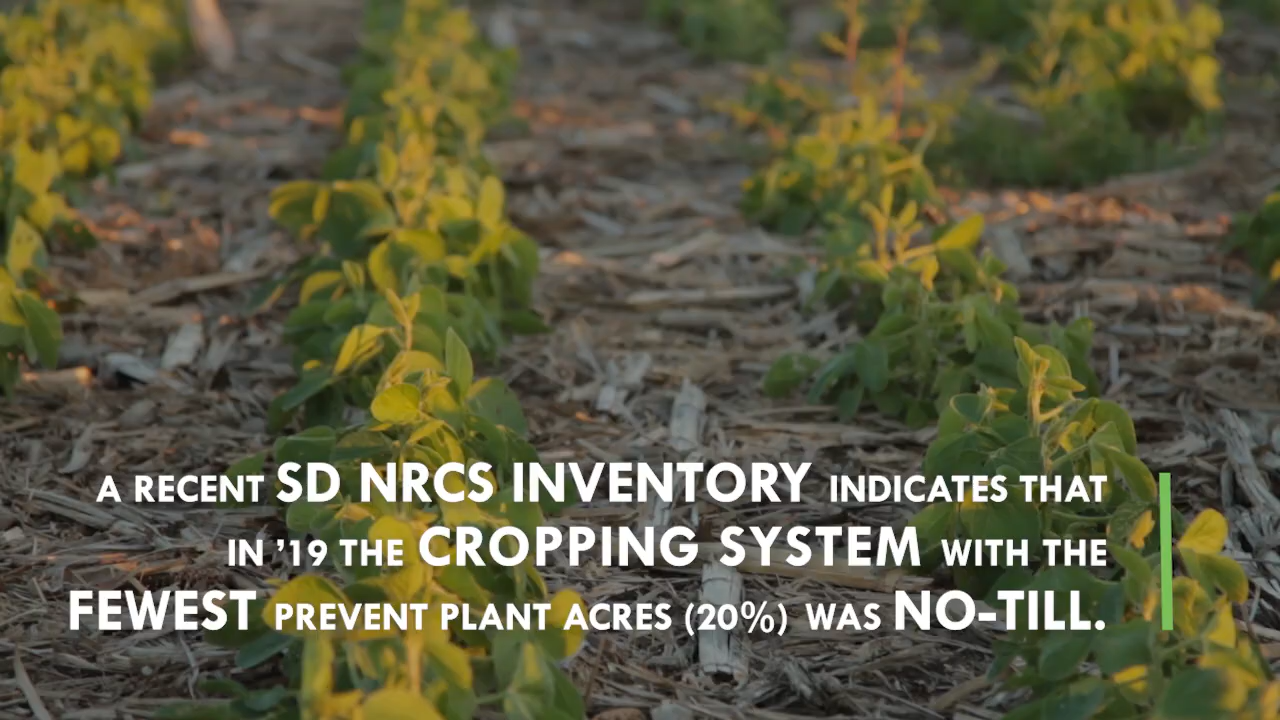 A RECENT SD NRCS INVENTORY INDICATES THAT
IN ’19 THE CROPPING SYSTEM WITH THE
FEWEST PREVENT PLANT ACRES (20%) WAS NO-TILL.